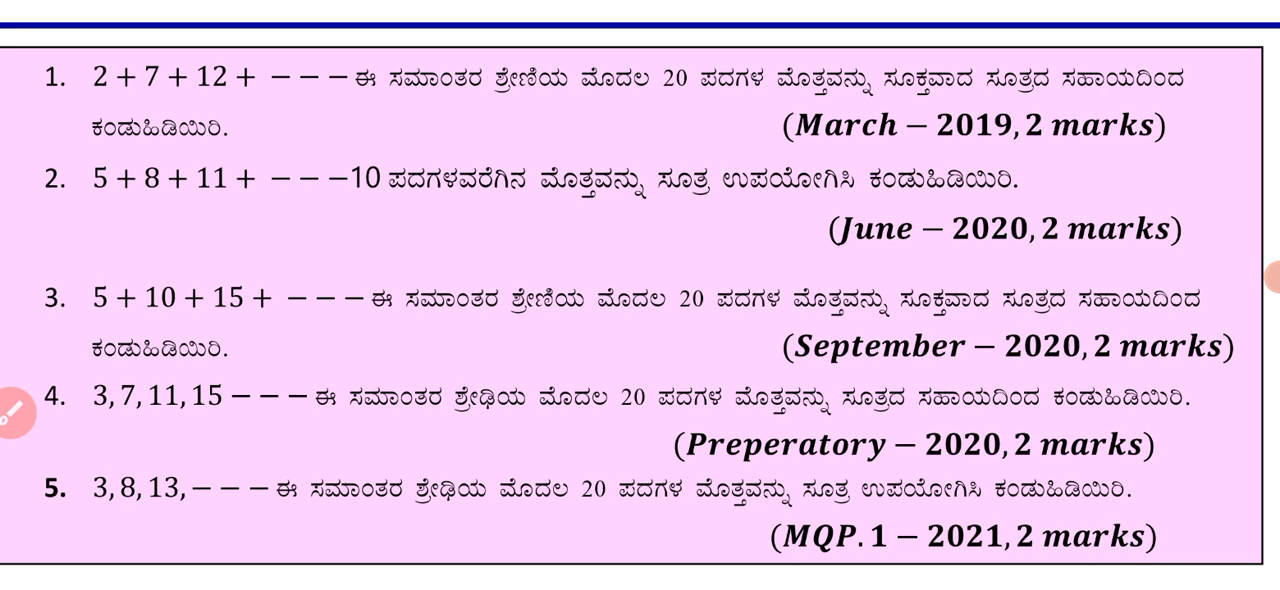 1. 2 + 7 + 12 + − − − ಈ ಸಮಾಂತರ ಶ್ರೇಣಿಯ ಮೊದಲ 20 ಪದಗಳ ಮೊತ್ತವನ್ನು ಸೂಕ್ತವಾದ ಸೂತ್ರದ ಸಹಾಯದಿಂದ
ಕಂಡುಹಿಡಿಯಿರಿ. (March − 2019, 2 marks)
2. 5 + 8 + 11 + − − −10 ಪದಗಳವರೆಗಿನ ಮೊತ್ತವನ್ನು ಸೂತ್ರ ಉಪಯೋಗಿಸಿ ಕಂಡುಹಿಡಿಯಿರಿ.
(June − 2020, 2 marks)
3. 5 + 10 + 15 + − − − ಈ ಸಮಾಂತರ ಶ್ರೇಣಿಯ ಮೊದಲ 20 ಪದಗಳ ಮೊತ್ತವನ್ನು ಸೂಕ್ತವಾದ ಸೂತ್ರದ ಸಹಾಯದಿಂದ
ಕಂಡುಹಿಡಿಯಿರಿ. (September − 2020, 2 marks)
4. 3, 7, 11, 15 − − − ಈ ಸಮಾಂತರ ಶ್ರೇಢಿಯ ಮೊದಲ 20 ಪದಗಳ ಮೊತ್ತವನ್ನು ಸೂತ್ರದ ಸಹಾಯದಿಂದ ಕಂಡುಹಿಡಿಯಿರಿ.
(Preperatory − 2020, 2 marks)
5. 3, 8, 13, − − − ಈ ಸಮಾಂತರ ಶ್ರೇಢಿಯ ಮೊದಲ 20 ಪದಗಳ ಮೊತ್ತವನ್ನು ಸೂತ್ರ ಉಪಯೋಗಿಸಿ ಕಂಡುಹಿಡಿಯಿರಿ.
(MQP. 1 − 2021, 2 marks)